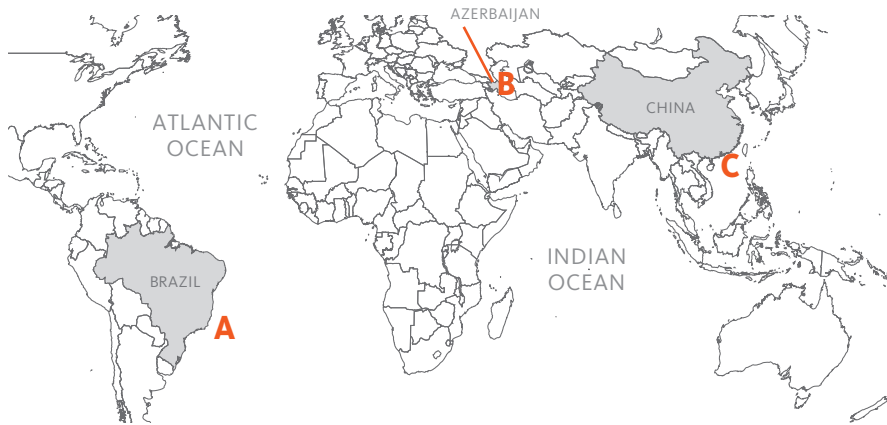 AZERBAIJAN
B
CHINA
ATLANTIC
OCEAN
C
INDIAN
OCEAN
BRAZIL
A